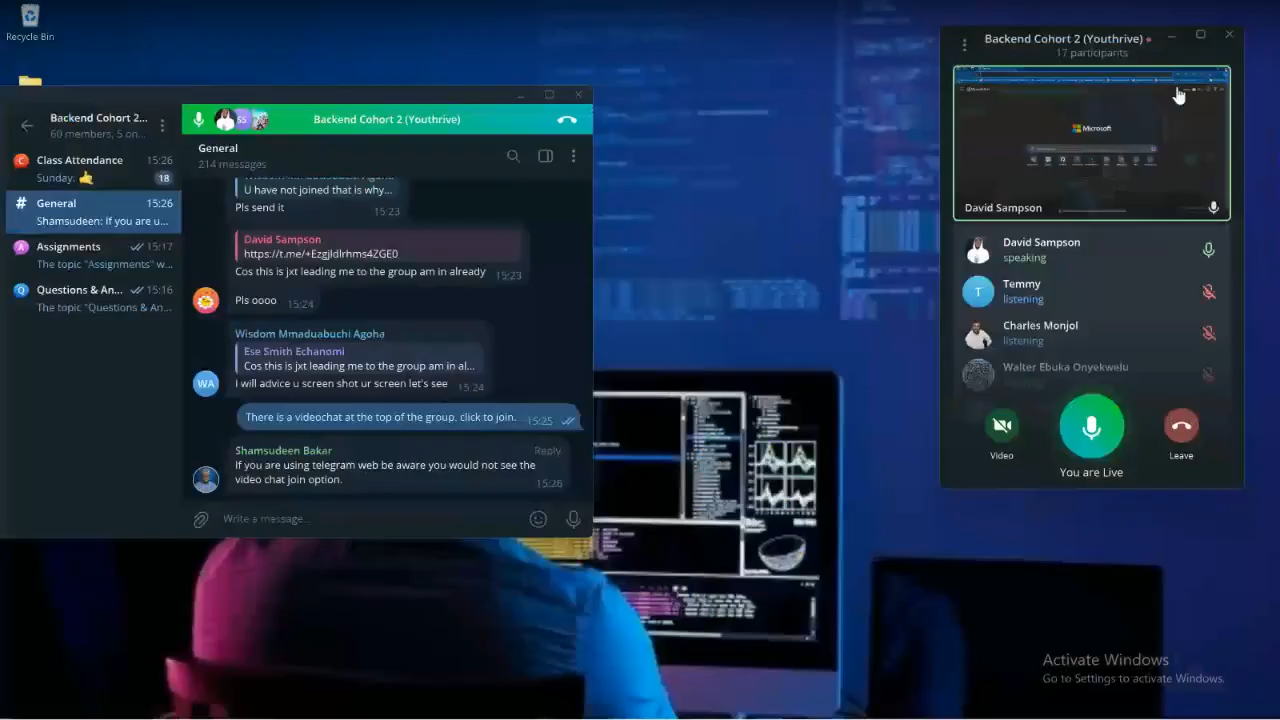 Recycle Bin
Backend Cohort 2...
60 members, 5 on...
Class Attendance 15:26
Sunday: 🤙 18
# General 15:26
Shamsudeen: If you are u...
A Assignments 15:17
The topic "Assignments" w...
Q Questions & An... 15:16
The topic "Questions & An...
SS
Backend Cohort 2 (Youthrive)
General
214 messages
U have not joined that is why...
Pls send it 15:23
David Sampson
Cos this is jxt leading me to the group am in already 15:23
Pls oooo 15:24
Wisdom Mmaduabuchi Agoha
Ese Smith Echanomi
Cos this is jxt leading me to the group am in al...
WA
I will advice u screen shot ur screen let's see 15:24
There is a videochat at the top of the group. click to join. 15:25
Shamsudeen Bakar Reply
If you are using telegram web be aware you would not see the
video chat join option. 15:26
Write a message...
Backend Cohort 2 (Youthrive)
17 participants
Microsoft
David Sampson
David Sampson
speaking
T
Temmy
listening
Charles Monjol
listening
Walter Ebuka Onyekwelu
Video
You are Live
Leave
Activate Windows
Go to Settings to activate Windows.